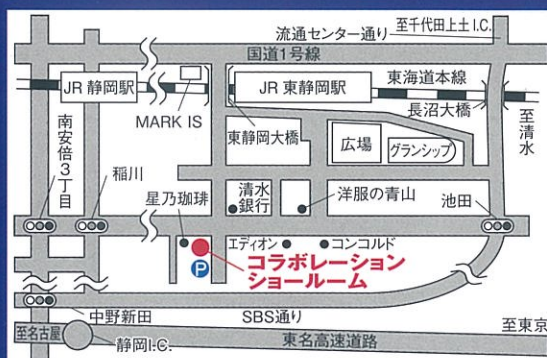 流通センター通り
至千代田上土I.C.
国道1号線
JR 静岡駅
JR 東静岡駅
東海道本線
MARK IS
長沼大橋
東静岡大橋
広場
グランシップ
至清水
南安倍3丁目
稲川
星乃珈琲
清水
銀行
洋服の青山
池田
エディオン
コンコルド
コラボレーション
ショールーム
P
中野新田
SBS通り
至名古屋
静岡I.C.
東名高速道路
至東京